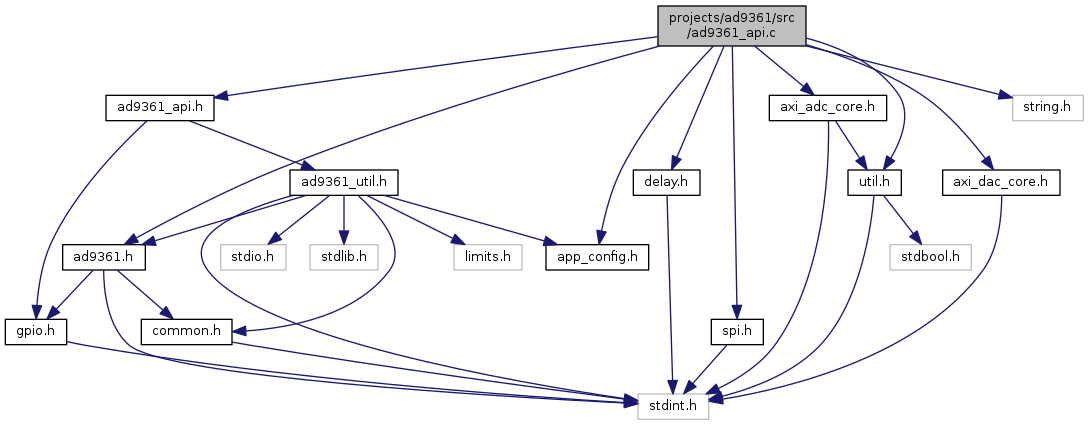 projects/ad9361/src
/ad9361_api.c
ad9361_api.h
axi_adc_core.h
string.h
ad9361_util.h
delay.h
util.h
axi_dac_core.h
ad9361.h
stdio.h
stdlib.h
limits.h
app_config.h
stdbool.h
gpio.h
common.h
spi.h
stdint.h